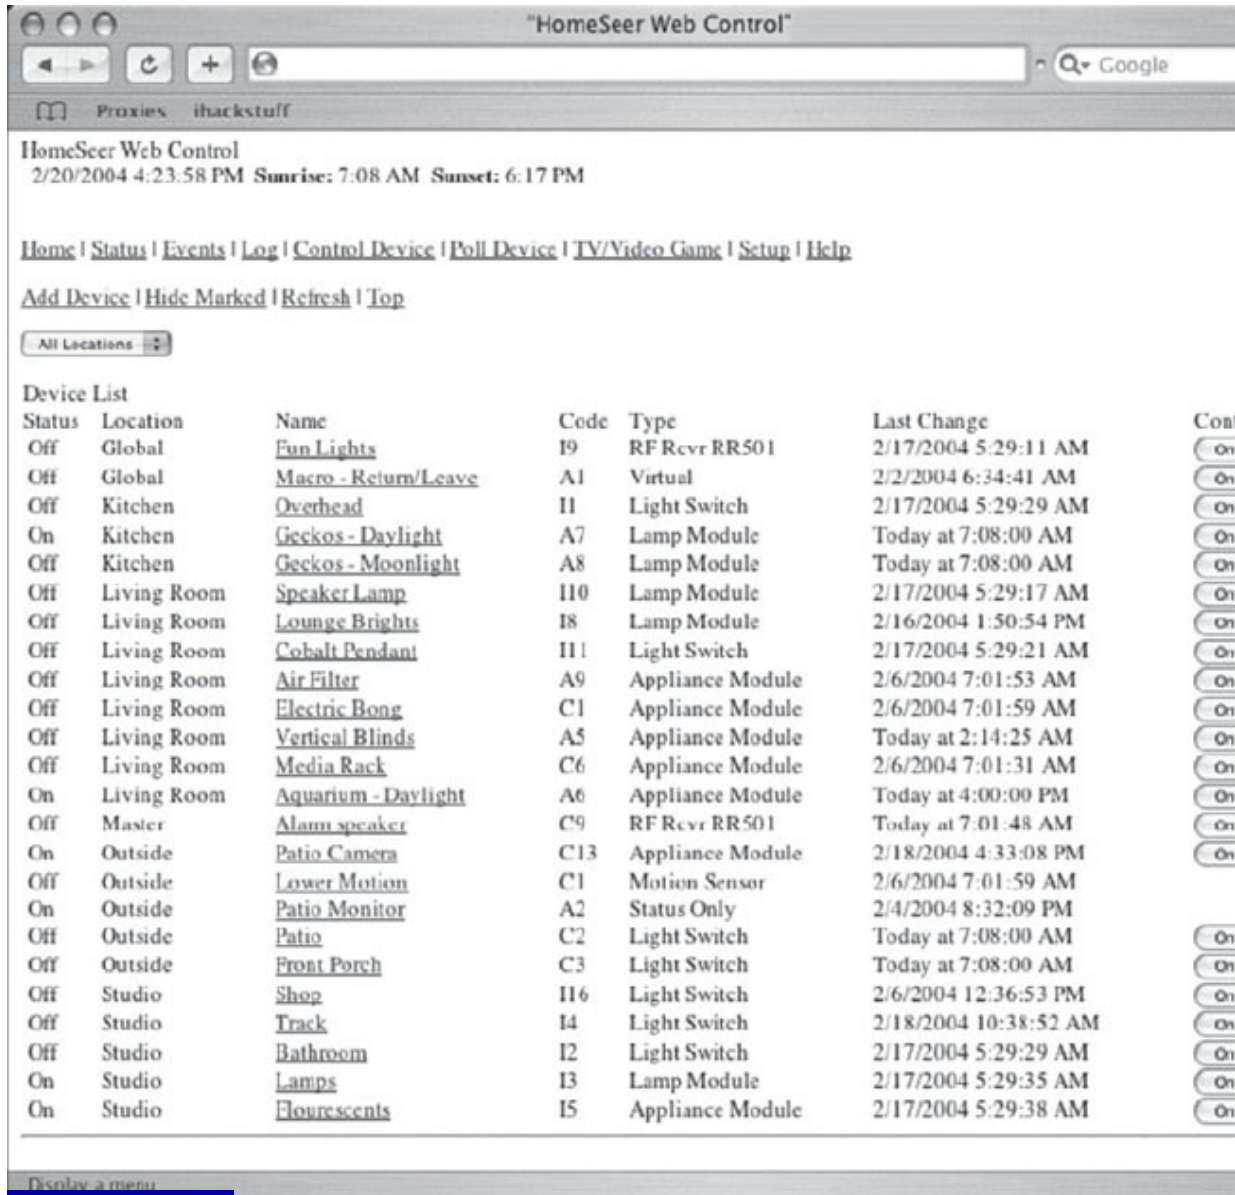 "HomeSeer Web Control"
Google
Proxies ihackstuff
HomeSeer Web Control
2/20/2004 4:23:58 PM Sunrise: 7:08 AM Sunset: 6:17 PM
Home | Status | Events | Log | Control Device | Poll Device | TV/Video Game | Setup | Help
Add Device | Hide Marked | Refresh | Top
All Locations
Device List
Status Location Name Code Type Last Change Cont
Off Global Fun Lights I9 RF Rcvr RR501 2/17/2004 5:29:11 AM On
Off Global Macro - Return/Leave A1 Virtual 2/2/2004 6:34:41 AM On
Off Kitchen Overhead I1 Light Switch 2/17/2004 5:29:29 AM On
On Kitchen Geckos - Daylight A7 Lamp Module Today at 7:08:00 AM On
Off Kitchen Geckos - Moonlight A8 Lamp Module Today at 7:08:00 AM On
Off Living Room Speaker Lamp I10 Lamp Module 2/17/2004 5:29:17 AM On
Off Living Room Lounge Brights I8 Lamp Module 2/16/2004 1:50:54 PM On
Off Living Room Cobalt Pendant I11 Light Switch 2/17/2004 5:29:21 AM On
Off Living Room Air Filter A9 Appliance Module 2/6/2004 7:01:53 AM On
Off Living Room Electric Bong C1 Appliance Module 2/6/2004 7:01:59 AM On
Off Living Room Vertical Blinds A5 Appliance Module Today at 2:14:25 AM On
Off Living Room Media Rack C6 Appliance Module 2/6/2004 7:01:31 AM On
On Living Room Aquarium - Daylight A6 Appliance Module Today at 4:00:00 PM On
Off Master Alarm speaker C9 RF Rcvr RR501 Today at 7:01:48 AM On
On Outside Patio Camera C13 Appliance Module 2/18/2004 4:33:08 PM On
Off Outside Lower Motion C1 Motion Sensor 2/6/2004 7:01:59 AM
On Outside Patio Monitor A2 Status Only 2/4/2004 8:32:09 PM
Off Outside Patio C2 Light Switch Today at 7:08:00 AM On
Off Outside Front Porch C3 Light Switch Today at 7:08:00 AM On
Off Studio Shop I16 Light Switch 2/6/2004 12:36:53 PM On
Off Studio Track I4 Light Switch 2/18/2004 10:38:52 AM On
Off Studio Bathroom I2 Light Switch 2/17/2004 5:29:29 AM On
On Studio Lamps I3 Lamp Module 2/17/2004 5:29:35 AM On
On Studio Flourescents I5 Appliance Module 2/17/2004 5:29:38 AM On
Display a menu